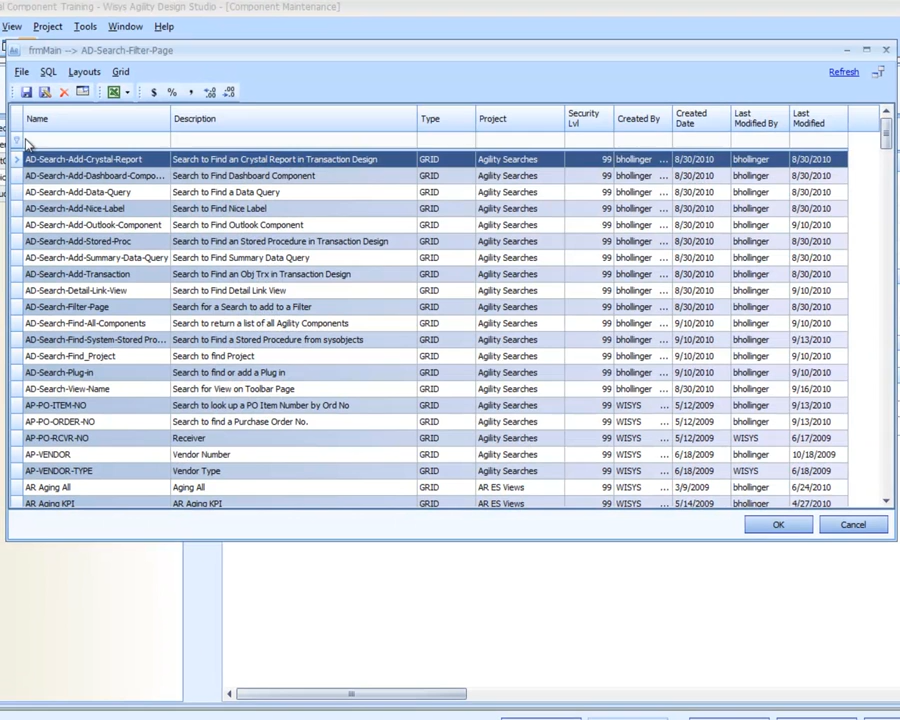 al Component Training - Wisys Agility Design Studio - [Component Maintenance]
View Project Tools Window Help
frmMain --> AD-Search-Filter-Page
File SQL Layouts Grid Refresh
$ % ,
Name Description Type Project Security Lvl Created By Created Date Last Modified By Last Modified
AD-Search-Add-Crystal-Report Search to Find an Crystal Report in Transaction Design GRID Agility Searches 99 bhollinger ... 8/30/2010 bhollinger 8/30/2010
AD-Search-Add-Dashboard-Compo... Search to Find Dashboard Component GRID Agility Searches 99 bhollinger ... 8/30/2010 bhollinger 8/30/2010
AD-Search-Add-Data-Query Search to Find a Data Query GRID Agility Searches 99 bhollinger ... 8/30/2010 bhollinger 8/30/2010
AD-Search-Add-Nice-Label Search to Find Nice Label GRID Agility Searches 99 bhollinger ... 8/30/2010 bhollinger 8/30/2010
AD-Search-Add-Outlook-Component Search to Find Outlook Component GRID Agility Searches 99 bhollinger ... 8/30/2010 bhollinger 8/30/2010
AD-Search-Add-Stored-Proc Search to Find an Stored Procedure in Transaction Design GRID Agility Searches 99 bhollinger ... 8/30/2010 bhollinger 8/30/2010
AD-Search-Add-Summary-Data-Query Search to Find Summary Data Query GRID Agility Searches 99 bhollinger ... 8/30/2010 bhollinger 8/30/2010
AD-Search-Add-Transaction Search to Find an Obj Trx in Transaction Design GRID Agility Searches 99 bhollinger ... 8/30/2010 bhollinger 8/30/2010
AD-Search-Detail-Link-View Search to Find Detail Link View GRID Agility Searches 99 bhollinger ... 9/10/2010 bhollinger 9/10/2010
AD-Search-Filter-Page Search for a Search to add to a Filter GRID Agility Searches 99 bhollinger ... 8/30/2010 bhollinger 8/30/2010
AD-Search-Find-All-Components Search to return a list of all Agility Components GRID Agility Searches 99 bhollinger ... 9/10/2010 bhollinger 9/10/2010
AD-Search-Find-System-Stored Pro... Search to Find a Stored Procedure from sysobjects GRID Agility Searches 99 bhollinger ... 9/10/2010 bhollinger 9/13/2010
AD-Search-Find_Project Search to find Project GRID Agility Searches 99 bhollinger ... 9/10/2010 bhollinger 9/10/2010
AD-Search-Plug-in Search to find or add a Plug in GRID Agility Searches 99 bhollinger ... 9/10/2010 bhollinger 9/10/2010
AD-Search-View-Name Search for View on Toolbar Page GRID Agility Searches 99 bhollinger ... 8/30/2010 bhollinger 9/16/2010
AP-PO-ITEM-NO Search to look up a PO Item Number by Ord No GRID Agility Searches 99 WISYS ... 5/12/2009 bhollinger 9/13/2010
AP-PO-ORDER-NO Search to find a Purchase Order No. GRID Agility Searches 99 WISYS ... 5/12/2009 bhollinger 9/13/2010
AP-PO-RCVR-NO Receiver GRID Agility Searches 99 WISYS ... 5/12/2009 WISYS 6/17/2009
AP-VENDOR Vendor Number GRID Agility Searches 99 WISYS ... 6/18/2009 bhollinger 10/18/2009
AP-VENDOR-TYPE Vendor Type GRID Agility Searches 99 WISYS ... 6/18/2009 WISYS 6/18/2009
AR Aging All Aging All GRID AR ES Views 99 WISYS ... 3/9/2009 bhollinger 6/24/2010
AR Aging KPI AR Aging KPI GRID AR ES Views 99 WISYS ... 5/14/2009 bhollinger 4/27/2010
OK Cancel